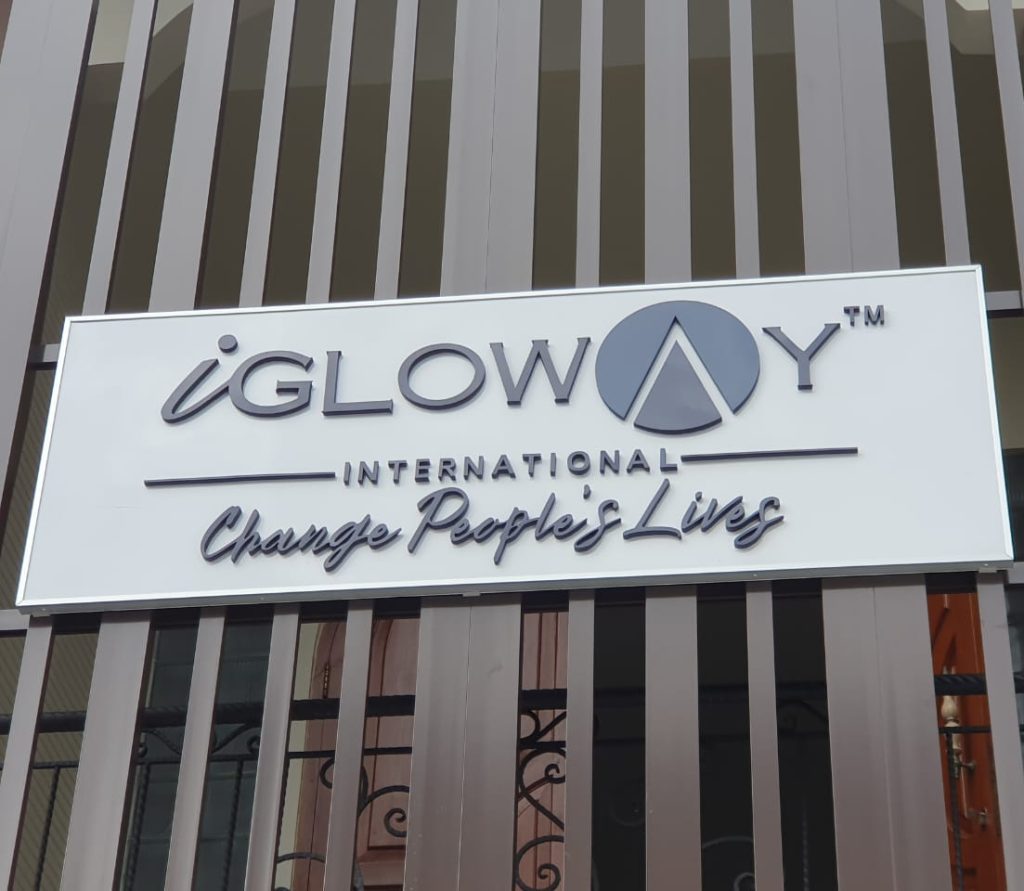 iGLOWAY™
INTERNATIONAL
Change People's Lives